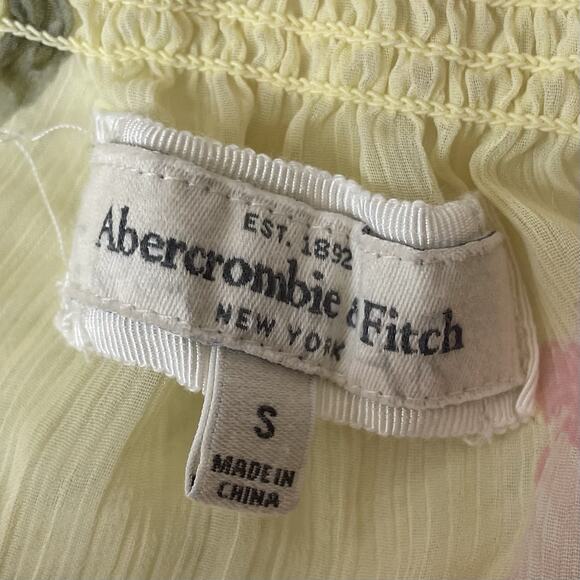 EST. 1892
Abercrombie & Fitch
NEW YORK
S
MADE IN
CHINA